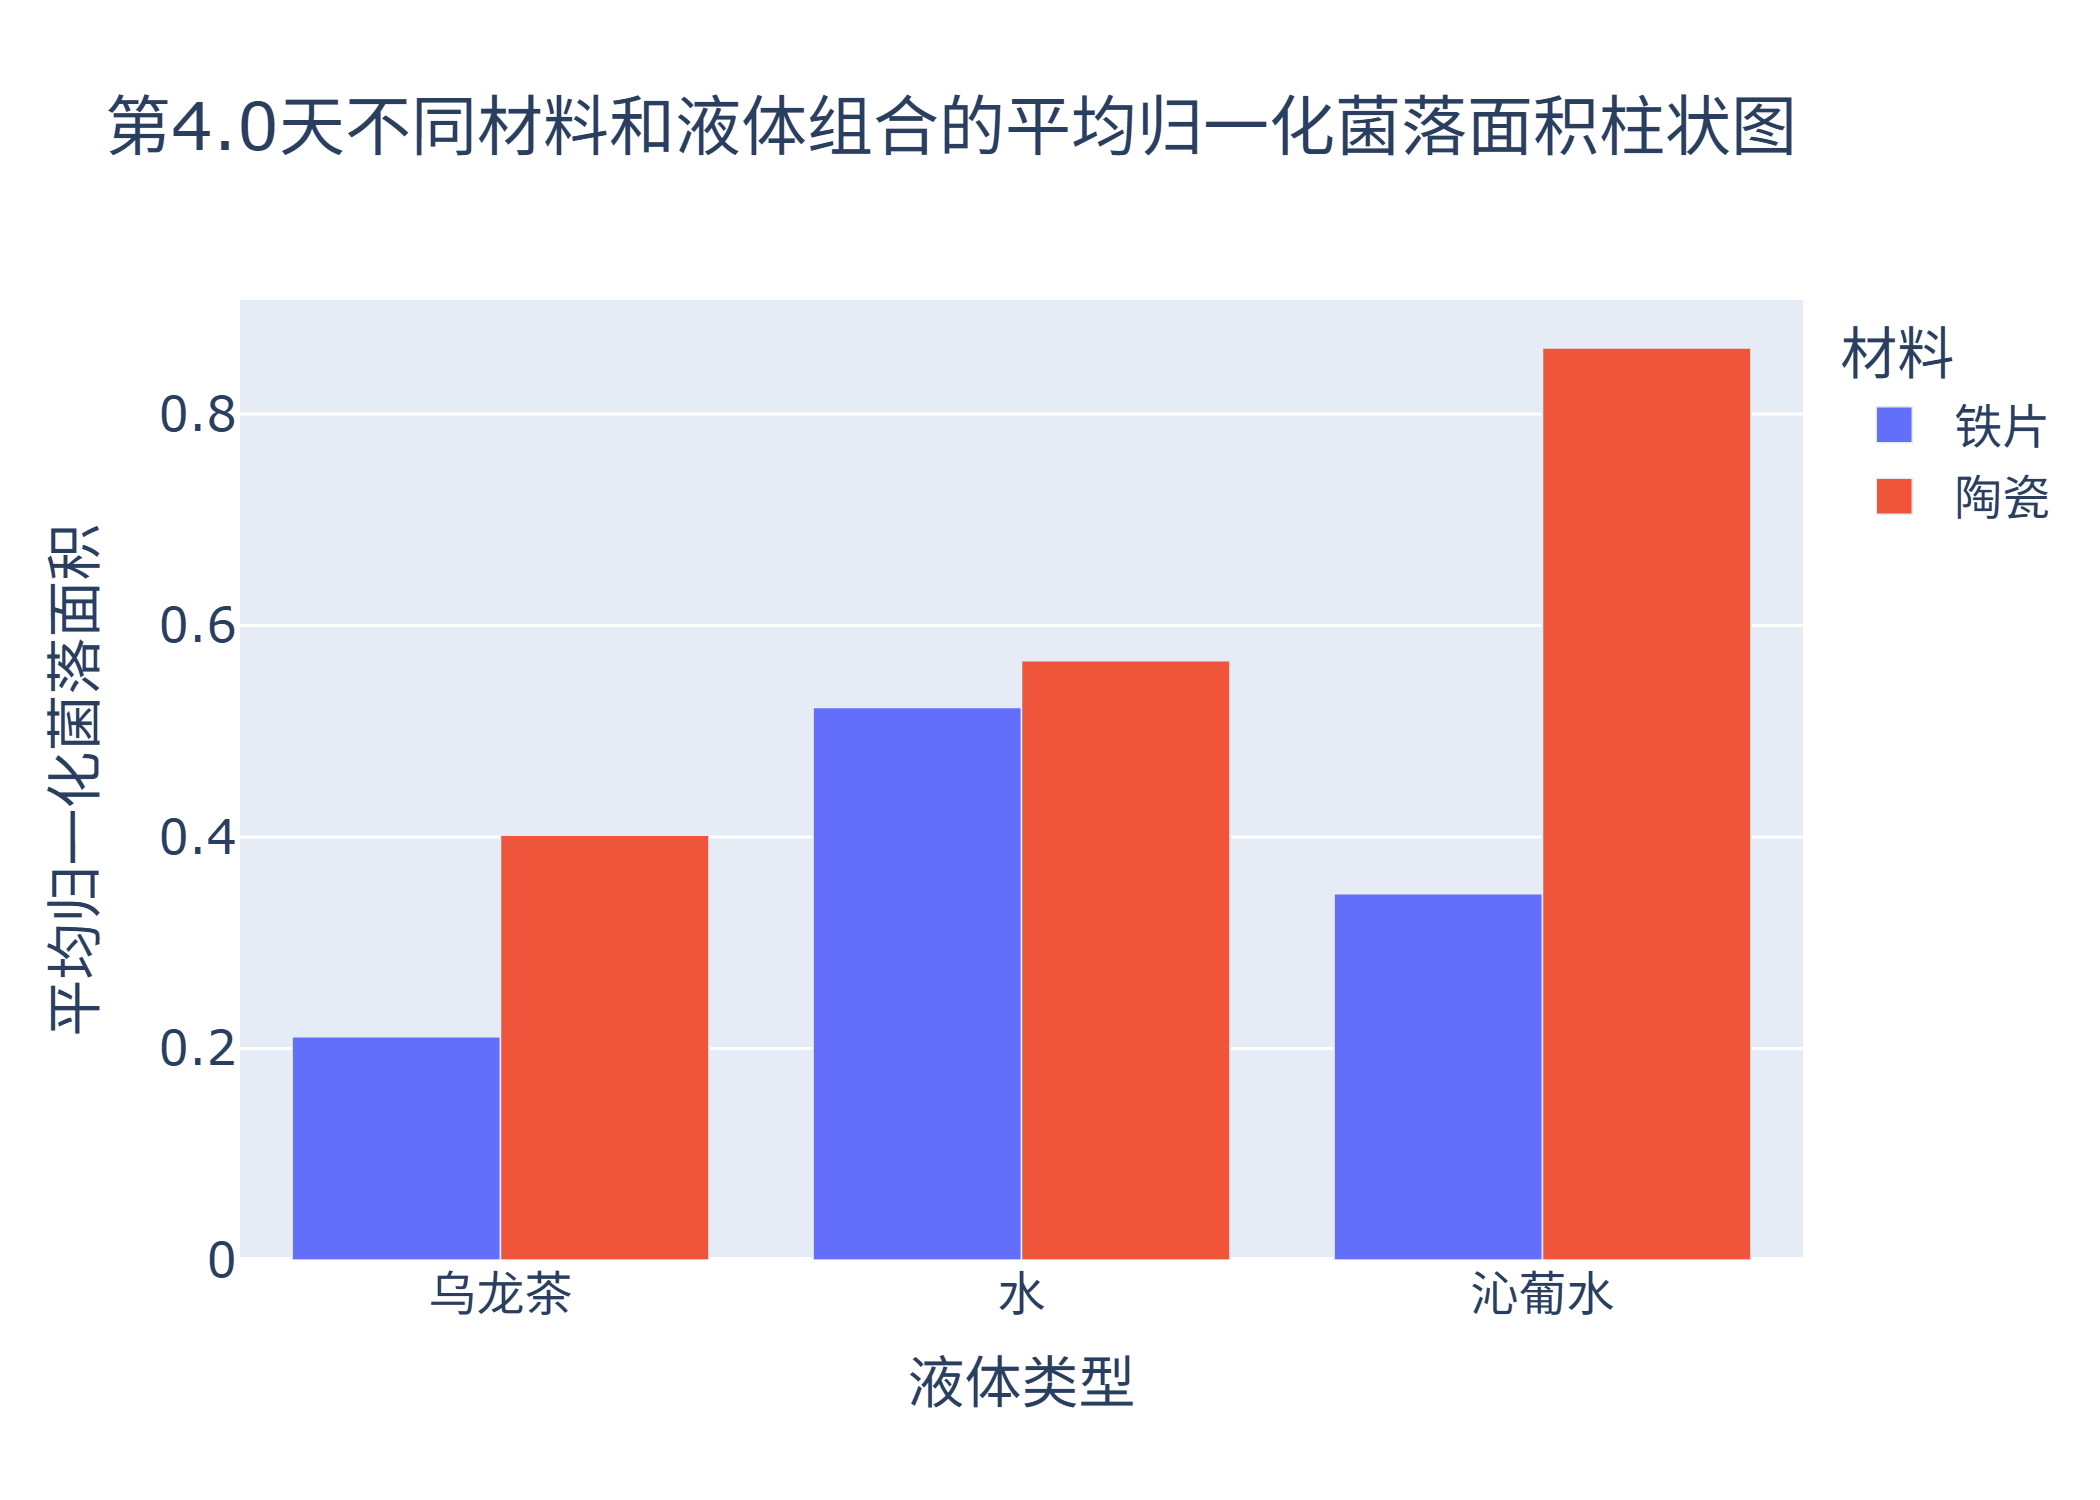 第4.0天不同材料和液体组合的平均归一化菌落面积柱状图
平均归一化菌落面积
0.8
0.6
0.4
0.2
0
乌龙茶
水
沁葡水
液体类型
材料
铁片
陶瓷